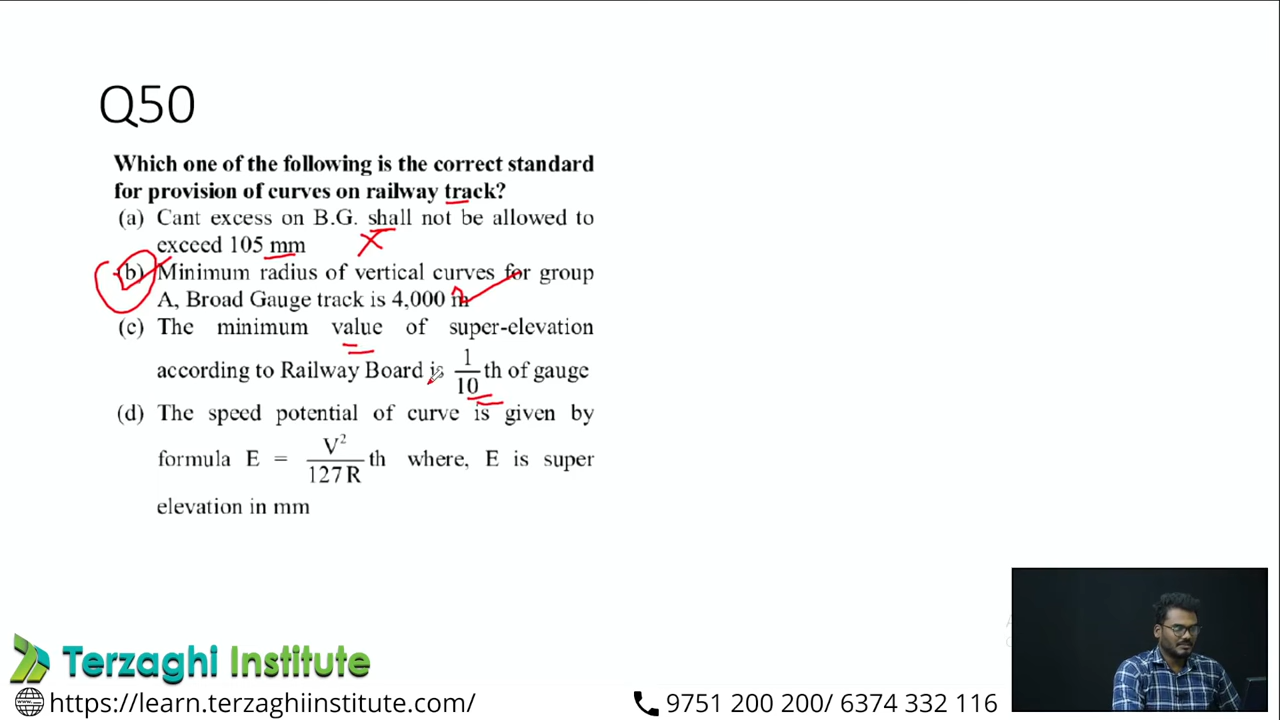 Q50
Which one of the following is the correct standard
for provision of curves on railway track?
(a) Cant excess on B.G. shall not be allowed to
exceed 105 mm
(b) Minimum radius of vertical curves for group
A, Broad Gauge track is 4,000 m
(c) The minimum value of super-elevation
according to Railway Board is 1/10 th of gauge
(d) The speed potential of curve is given by
formula E = V²/127 R th where, E is super
elevation in mm
Terzaghi Institute
https://learn.terzaghiinstitute.com/
9751 200 200/ 6374 332 116